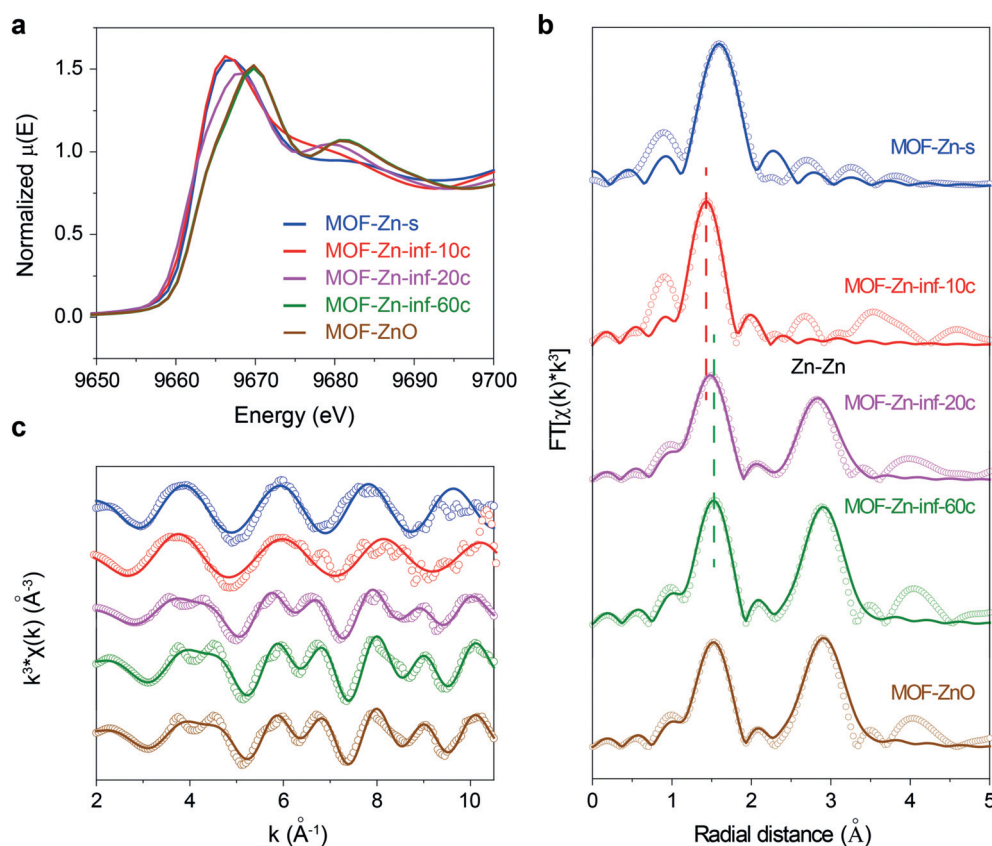 a
Normalized μ(E)
1.5
1.0
0.5
0.0
MOF-Zn-s
MOF-Zn-inf-10c
MOF-Zn-inf-20c
MOF-Zn-inf-60c
MOF-ZnO
9650 9660 9670 9680 9690 9700
Energy (eV)
b
FT[χ(k)*k³]
MOF-Zn-s
MOF-Zn-inf-10c
Zn-Zn
MOF-Zn-inf-20c
MOF-Zn-inf-60c
MOF-ZnO
0 1 2 3 4 5
Radial distance (Å)
c
k³*χ(k) (Å⁻³)
2 4 6 8 10
k (Å⁻¹)